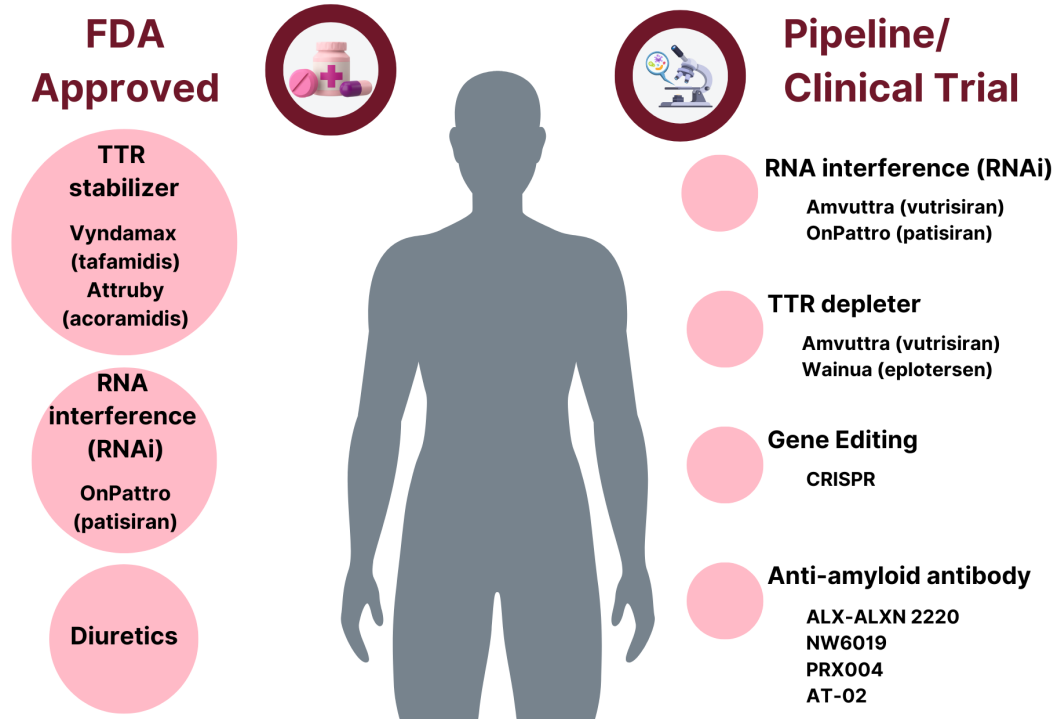 FDA
Approved
TTR
stabilizer
Vyndamax
(tafamidis)
Attruby
(acoramidis)
RNA
interference
(RNAi)
OnPattro
(patisiran)
Diuretics
Pipeline/
Clinical Trial
RNA interference (RNAi)
Amvuttra (vutrisiran)
OnPattro (patisiran)
TTR depleter
Amvuttra (vutrisiran)
Wainua (eplotersen)
Gene Editing
CRISPR
Anti-amyloid antibody
ALX-ALXN 2220
NW6019
PRX004
AT-02